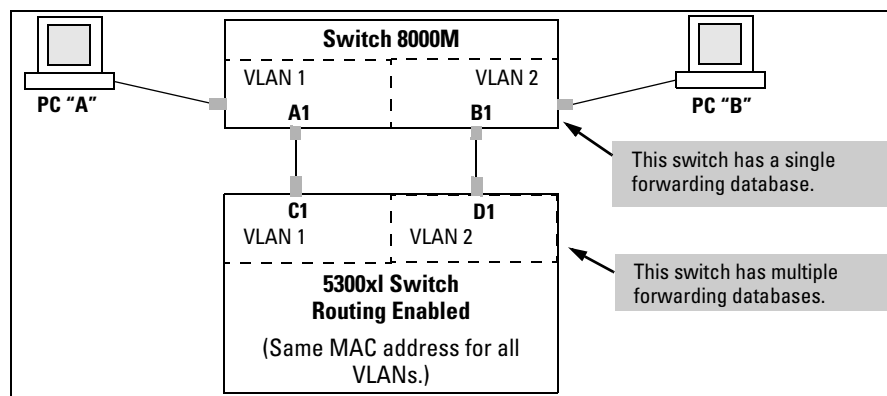 Switch 8000M
VLAN 1
VLAN 2
PC “A”
A1
B1
PC “B”
This switch has a single
forwarding database.
C1
D1
VLAN 1
VLAN 2
This switch has multiple
forwarding databases.
5300xl Switch
Routing Enabled
(Same MAC address for all
VLANs.)